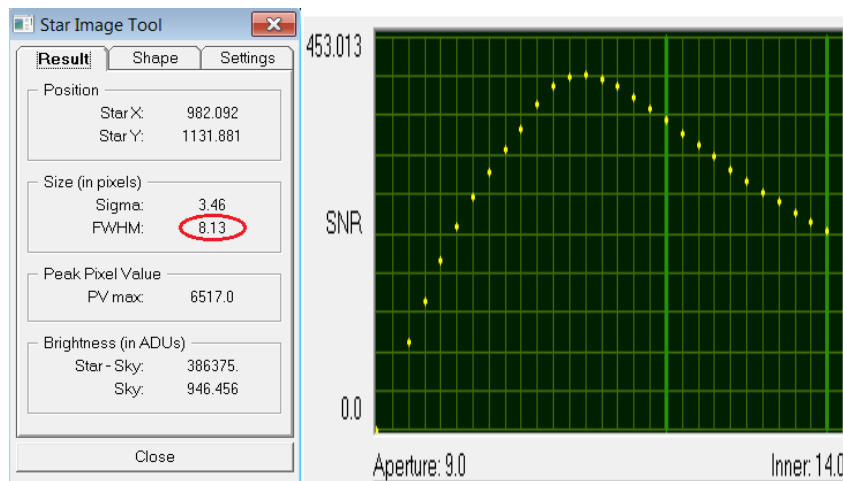 Star Image Tool
Result Shape Settings
Position
Star X: 982.092
Star Y: 1131.881
Size (in pixels)
Sigma: 3.46
FWHM: 8.13
Peak Pixel Value
PV max: 6517.0
Brightness (in ADUs)
Star - Sky: 386375.
Sky: 946.456
Close
453.013
SNR
0.0
Aperture: 9.0 Inner: 14.0